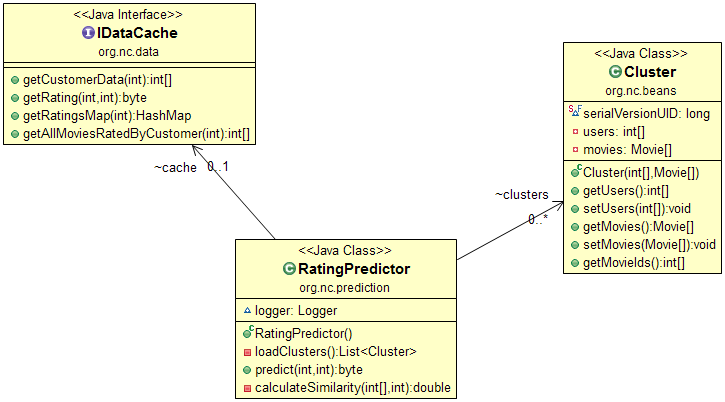 <<Java Interface>>
IDataCache
org.nc.data
getCustomerData(int):int[]
getRating(int,int):byte
getRatingsMap(int):HashMap
getAllMoviesRatedByCustomer(int):int[]
<<Java Class>>
Cluster
org.nc.beans
serialVersionUID: long
users: int[]
movies: Movie[]
Cluster(int[],Movie[])
getUsers():int[]
setUsers(int[]):void
getMovies():Movie[]
setMovies(Movie[]):void
getMovieIds():int[]
~cache 0..1
~clusters
0..*
<<Java Class>>
RatingPredictor
org.nc.prediction
logger: Logger
RatingPredictor()
loadClusters():List<Cluster>
predict(int,int):byte
calculateSimilarity(int[],int):double